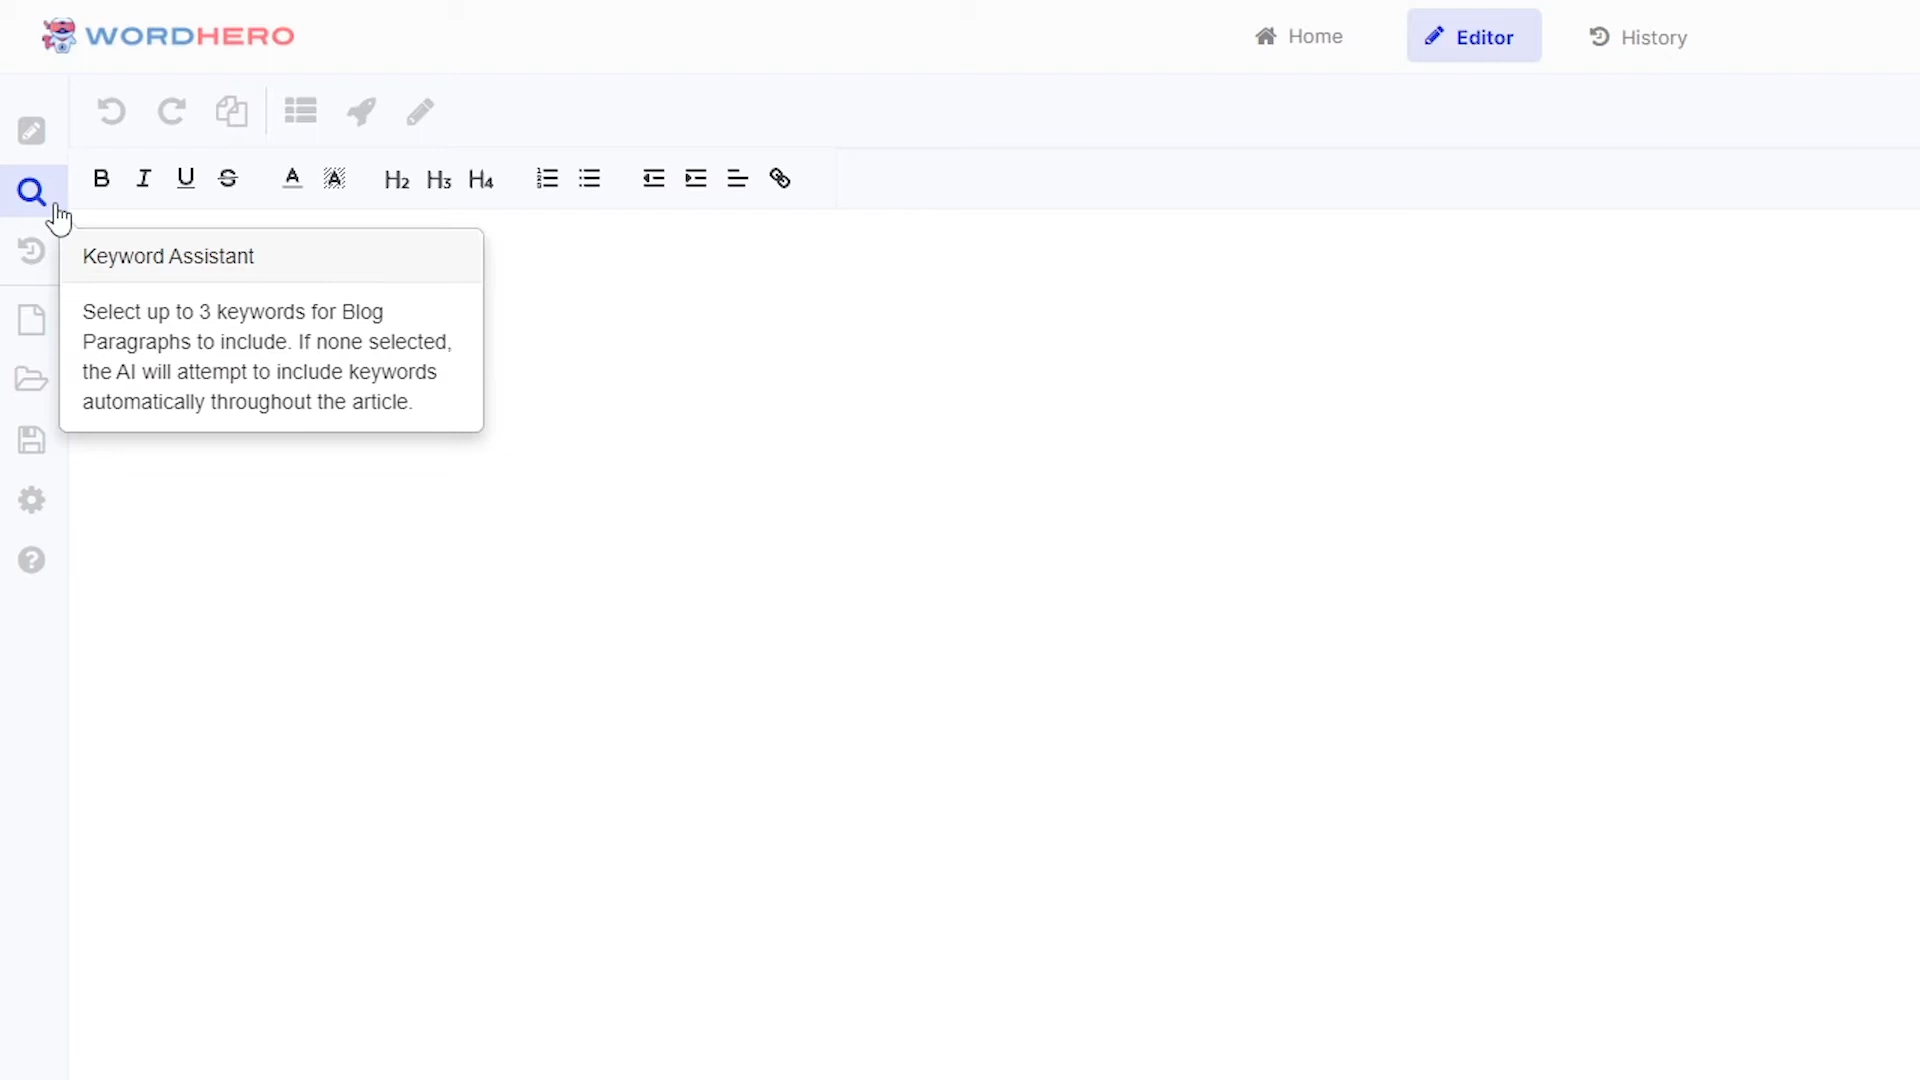 WORDHERO
Home
Editor
History
B I U S A A H2 H3 H4
Keyword Assistant
Select up to 3 keywords for Blog
Paragraphs to include. If none selected,
the AI will attempt to include keywords
automatically throughout the article.